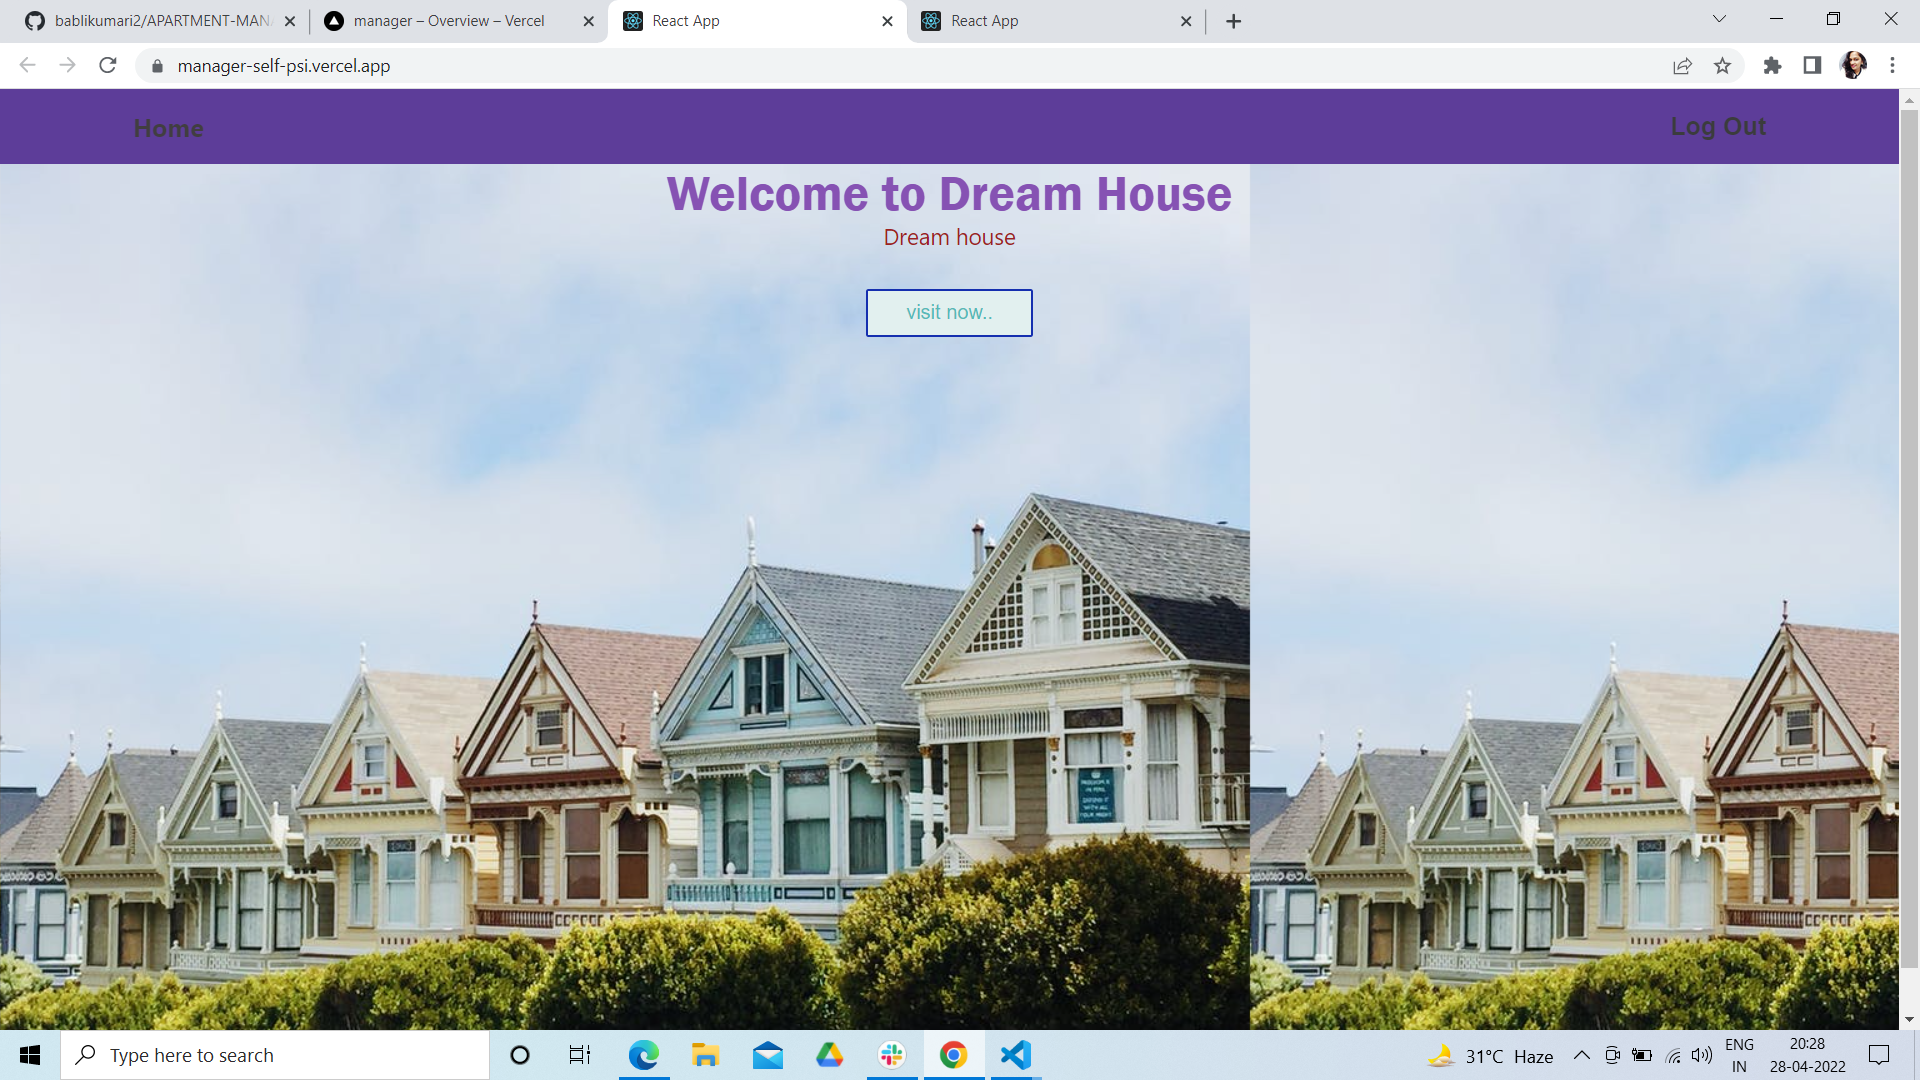 bablikumari2/APARTMENT-MANA
manager – Overview – Vercel
React App
React App
manager-self-psi.vercel.app
Home
Log Out
Welcome to Dream House
Dream house
visit now..
Type here to search
31°C Haze
ENG
IN
20:28
28-04-2022